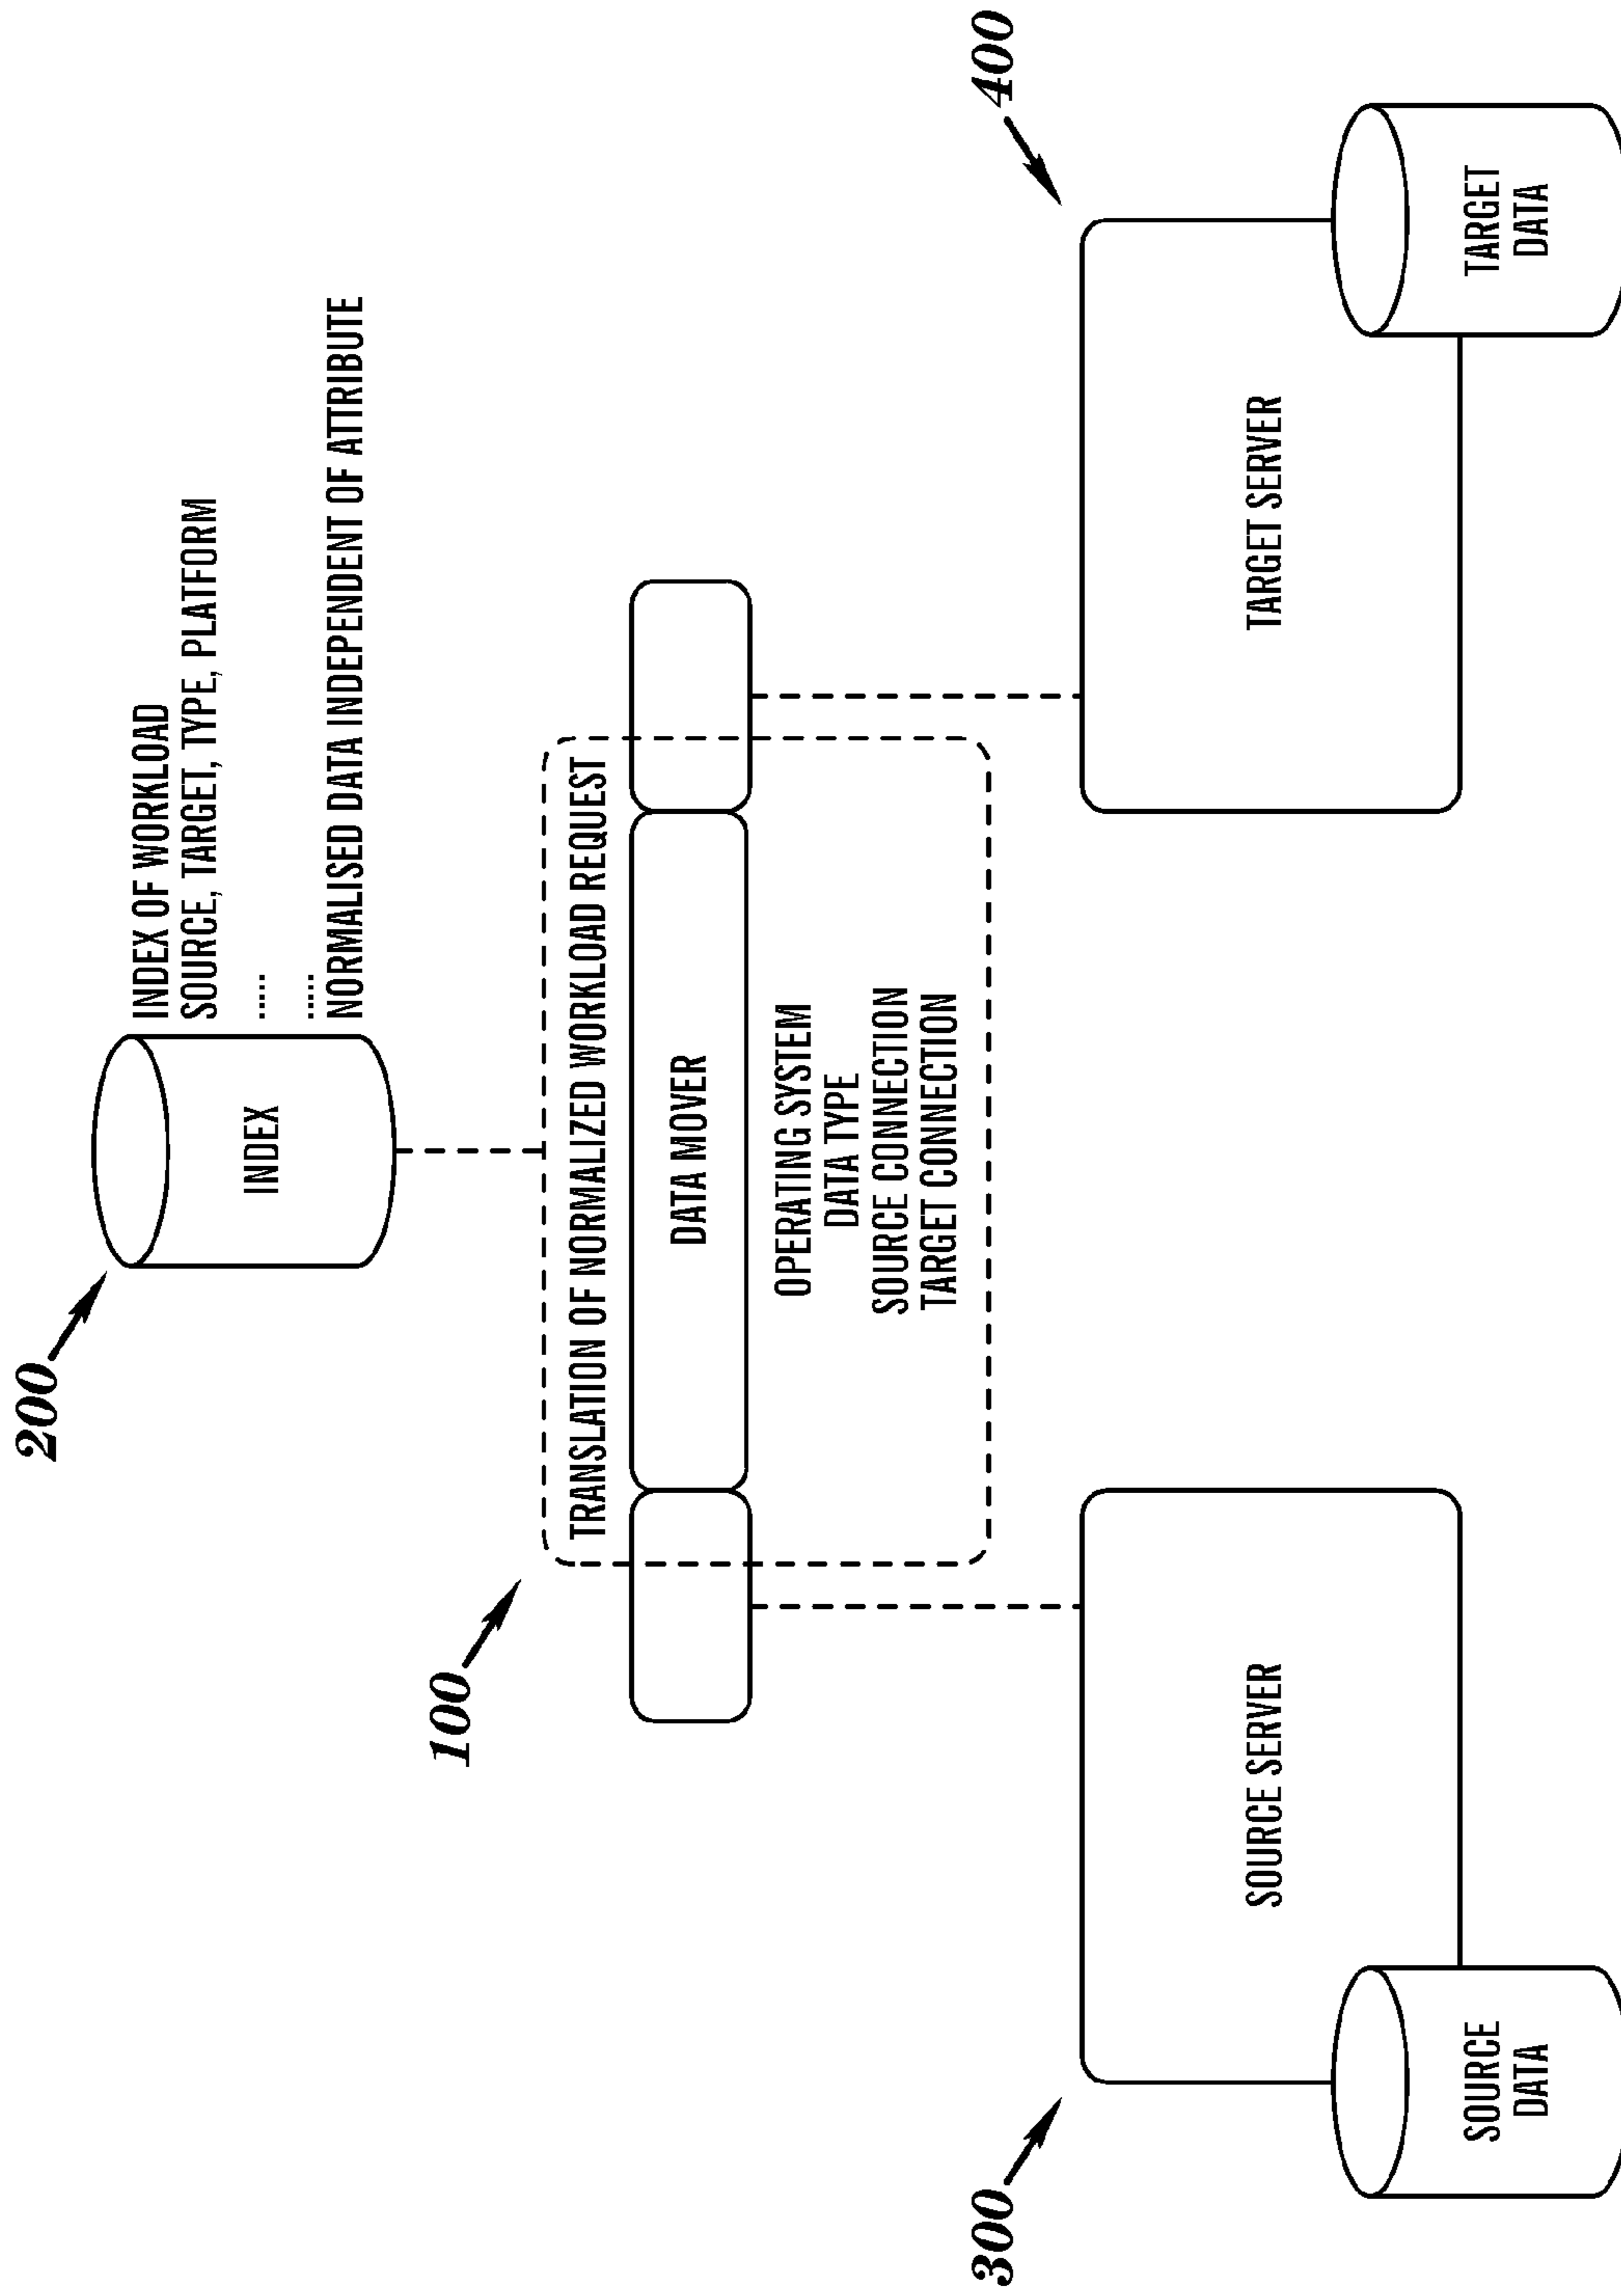 200
INDEX
INDEX OF WORKLOAD
SOURCE, TARGET, TYPE, PLATFORM
.....
.....
NORMALISED DATA INDEPENDENT OF ATTRIBUTE
100
TRANSLATION OF NORMALIZED WORKLOAD REQUEST
DATA MOVER
OPERATING SYSTEM
DATA TYPE
SOURCE CONNECTION
TARGET CONNECTION
300
SOURCE SERVER
SOURCE
DATA
400
TARGET SERVER
TARGET
DATA